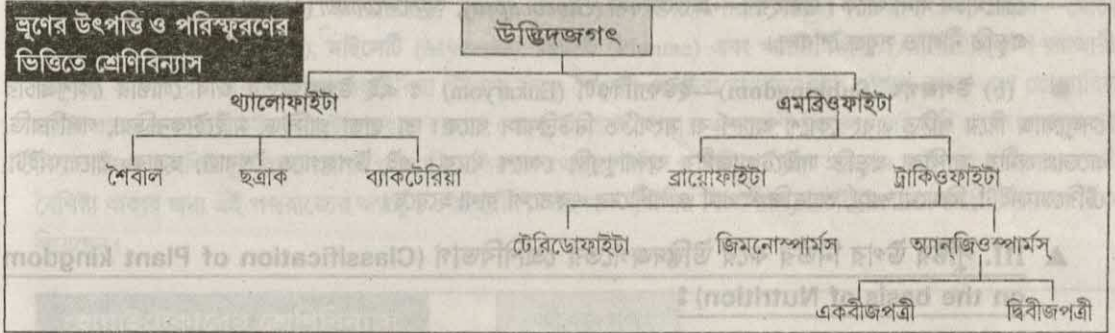 ভ্রূণের উৎপত্তি ও পরিস্ফুরণের
ভিত্তিতে শ্রেণিবিন্যাস
উদ্ভিদজগৎ
থ্যালোফাইটা এমব্রিওফাইটা
শৈবাল ছত্রাক ব্যাকটেরিয়া ব্রায়োফাইটা ট্রাকিওফাইটা
টেরিডোফাইটা জিমনোস্পার্মস্ অ্যানজিওস্পার্মস্
একবীজপত্রী দ্বিবীজপত্রী